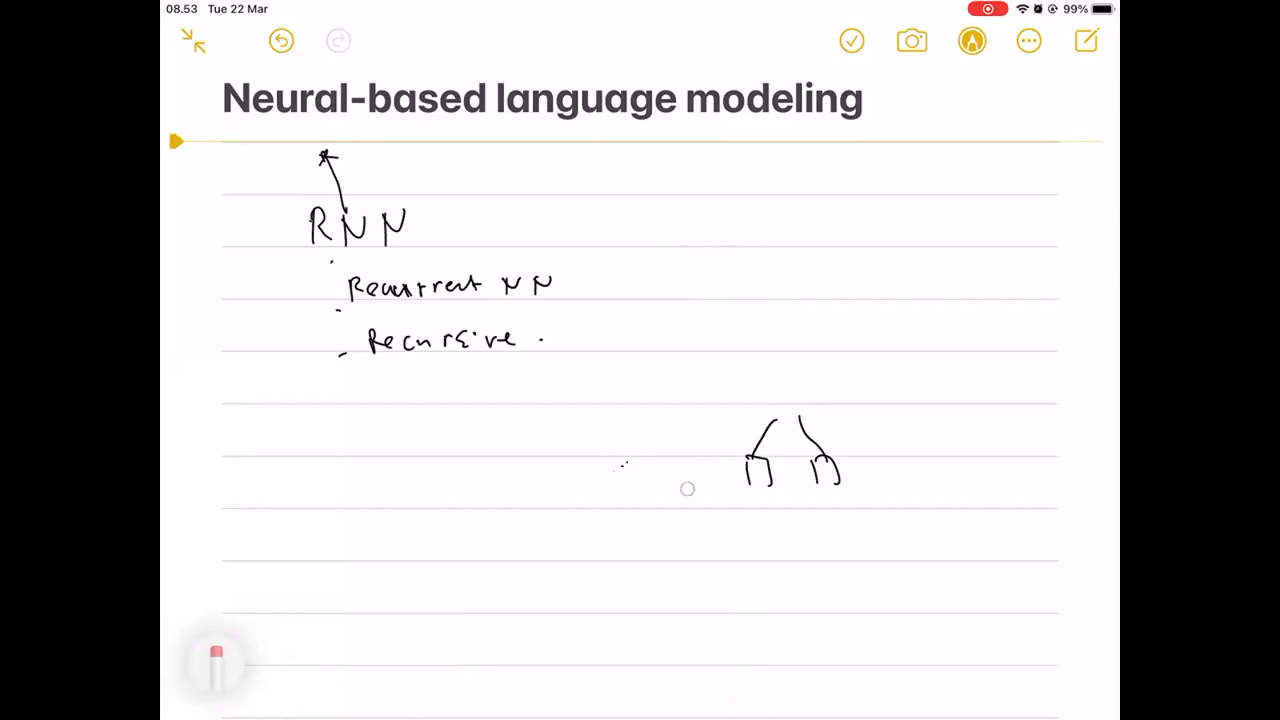 08.53 Tue 22 Mar
99%
Neural-based language modeling
RNN
Recurrent NN
- Recursive .